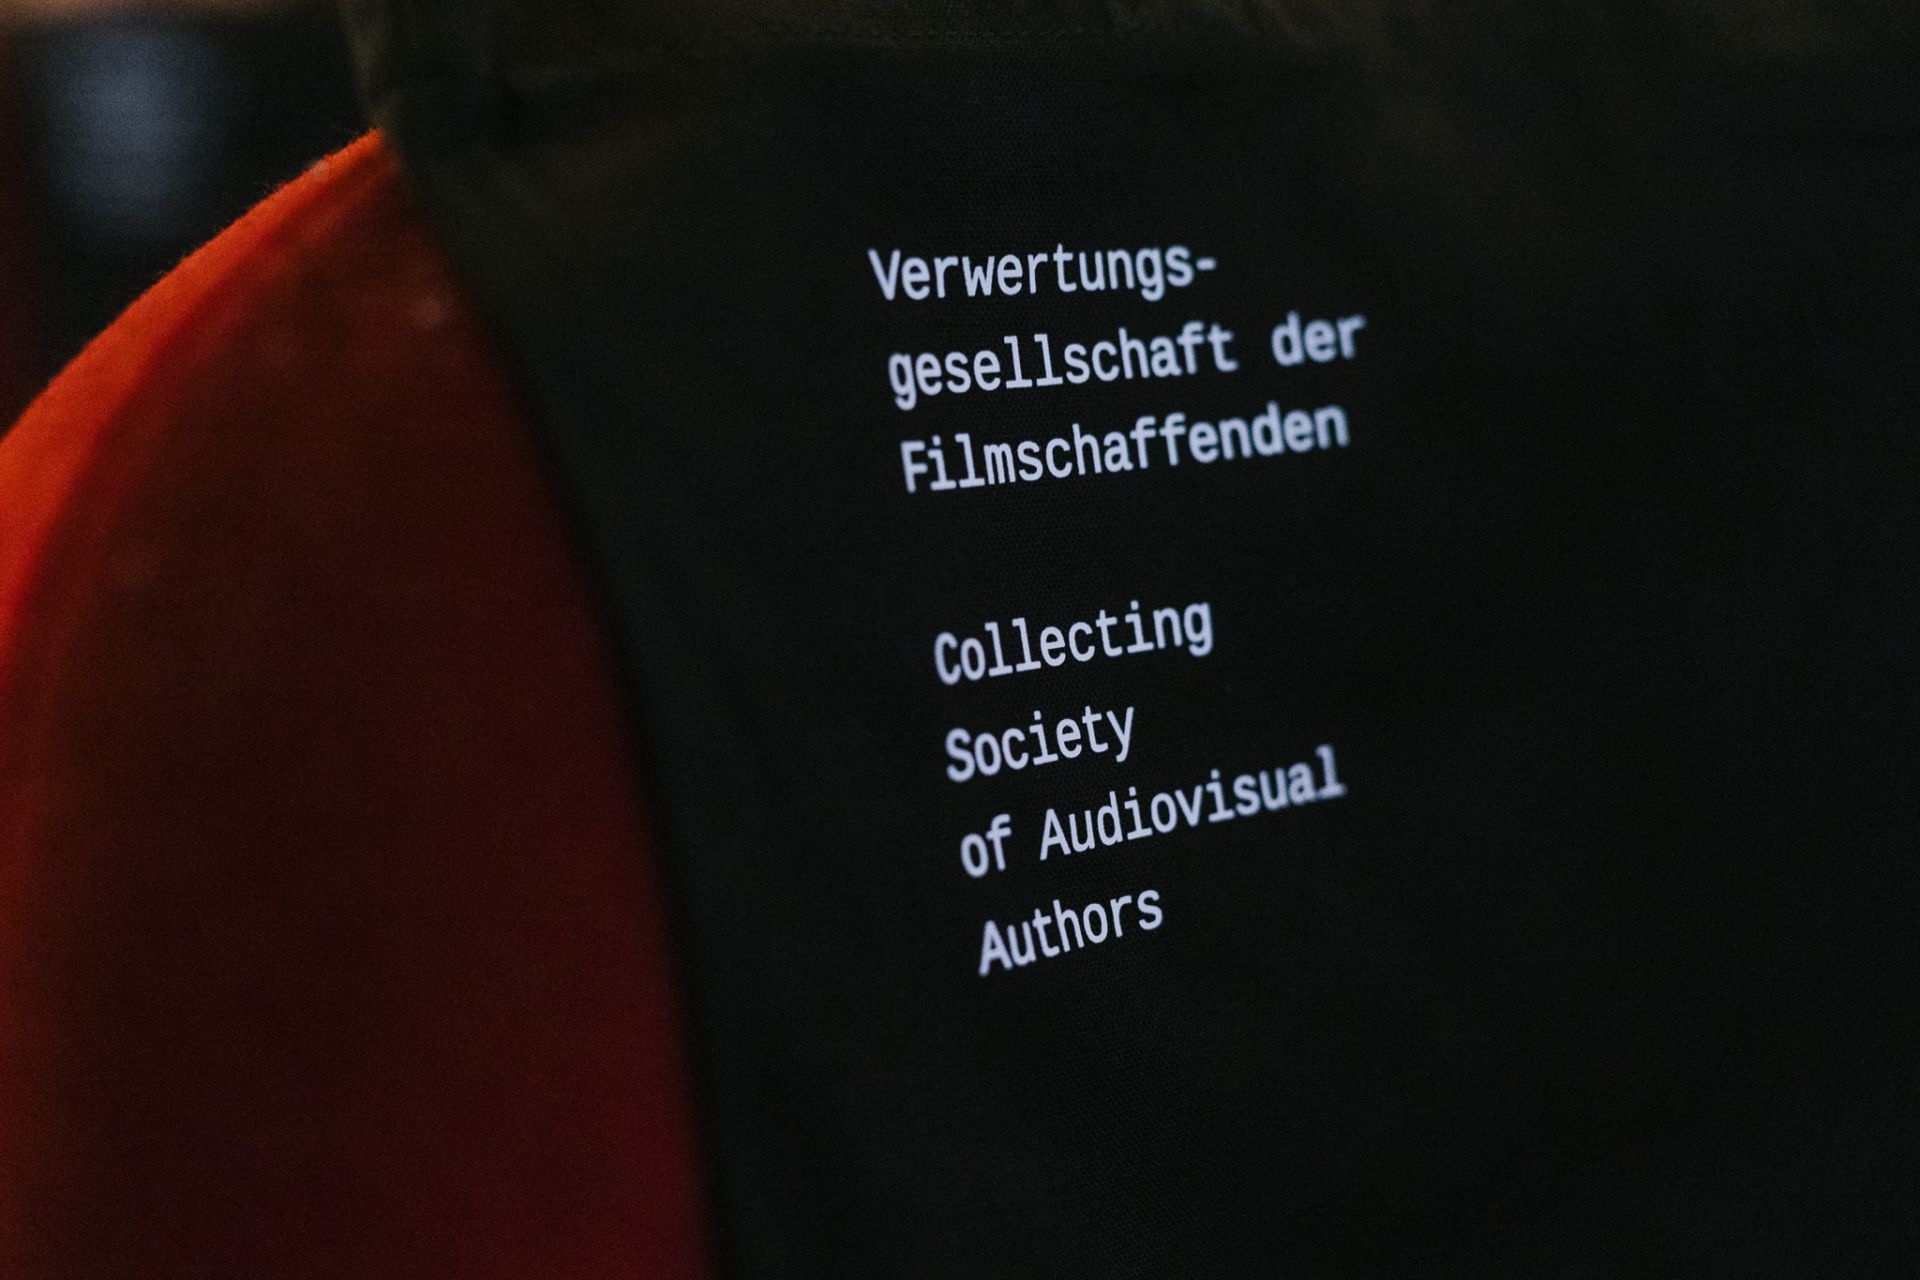 Verwertungs-
gesellschaft der
Filmschaffenden
Collecting
Society
of Audiovisual
Authors